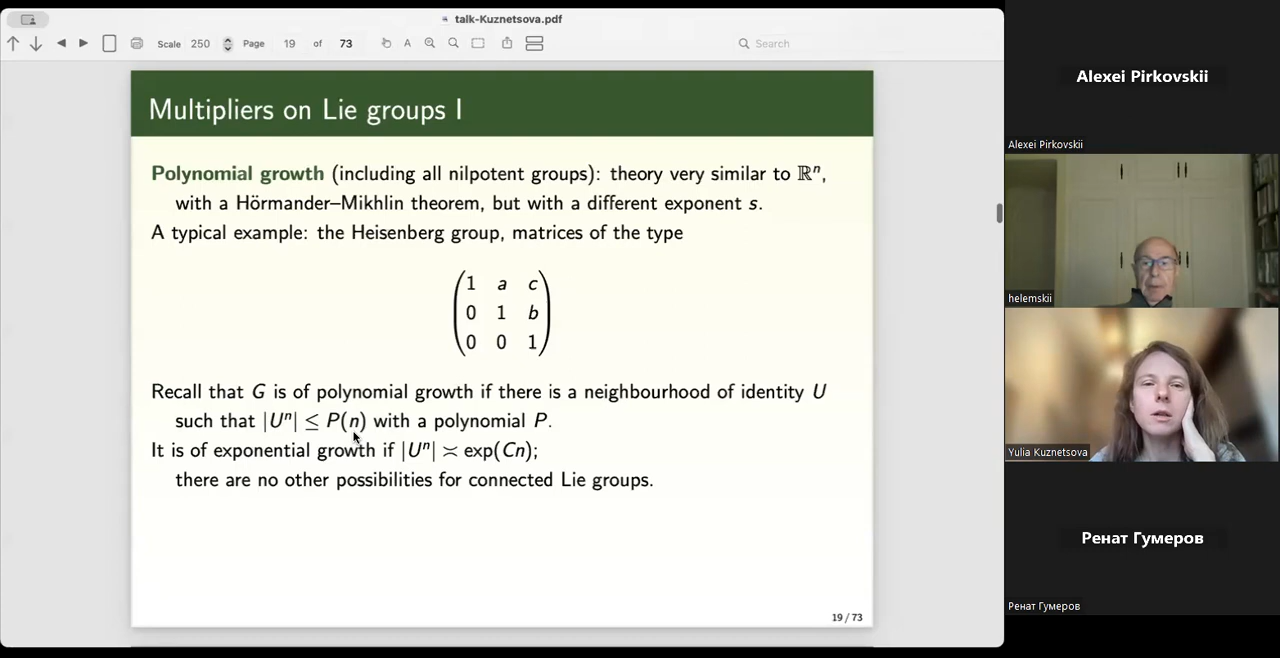 talk-Kuznetsova.pdf
Scale 250 Page 19 of 73 A Search
Multipliers on Lie groups I
Polynomial growth (including all nilpotent groups): theory very similar to ℝⁿ,
with a Hörmander–Mikhlin theorem, but with a different exponent s.
A typical example: the Heisenberg group, matrices of the type
1 a c
0 1 b
0 0 1
Recall that G is of polynomial growth if there is a neighbourhood of identity U
such that |Uⁿ| ≤ P(n) with a polynomial P.
It is of exponential growth if |Uⁿ| ≍ exp(Cn);
there are no other possibilities for connected Lie groups.
19 / 73
Alexei Pirkovskii
Alexei Pirkovskii
helemskii
Yulia Kuznetsova
Ренат Гумеров
Ренат Гумеров